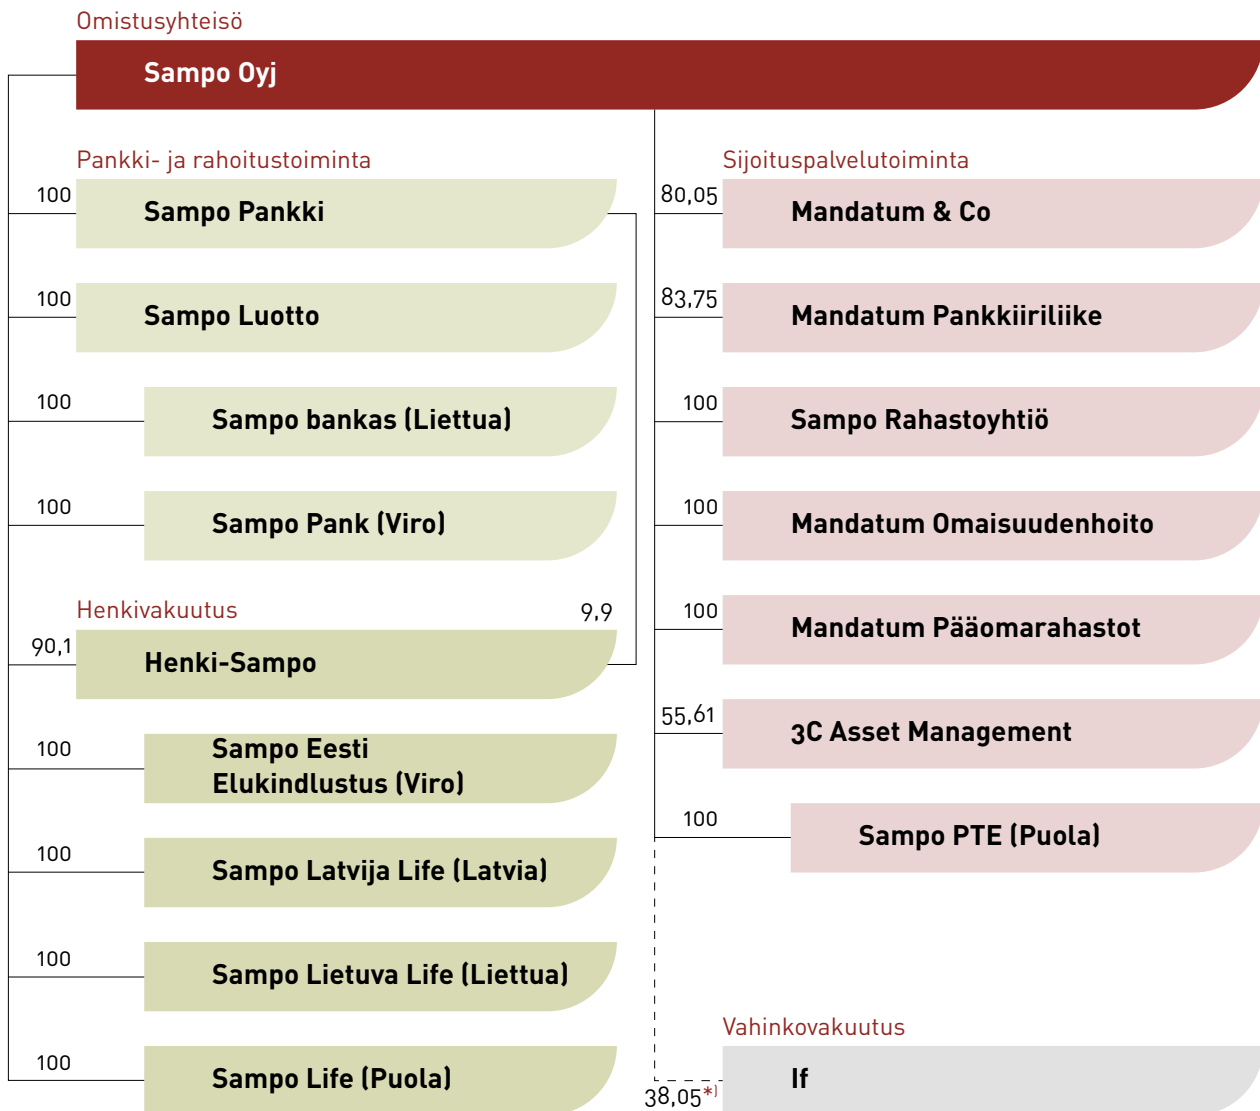 Omistusyhteisö
Sampo Oyj
Pankki- ja rahoitustoiminta
100
Sampo Pankki
100
Sampo Luotto
100
Sampo bankas (Liettua)
100
Sampo Pank (Viro)
Henkivakuutus
9,9
90,1
Henki-Sampo
100
Sampo Eesti
Elukindlustus (Viro)
100
Sampo Latvija Life (Latvia)
100
Sampo Lietuva Life (Liettua)
100
Sampo Life (Puola)
Sijoituspalvelutoiminta
80,05
Mandatum & Co
83,75
Mandatum Pankkiiriliike
100
Sampo Rahastoyhtiö
100
Mandatum Omaisuudenhoito
100
Mandatum Pääomarahastot
55,61
3C Asset Management
100
Sampo PTE (Puola)
Vahinkovakuutus
If
38,05*)